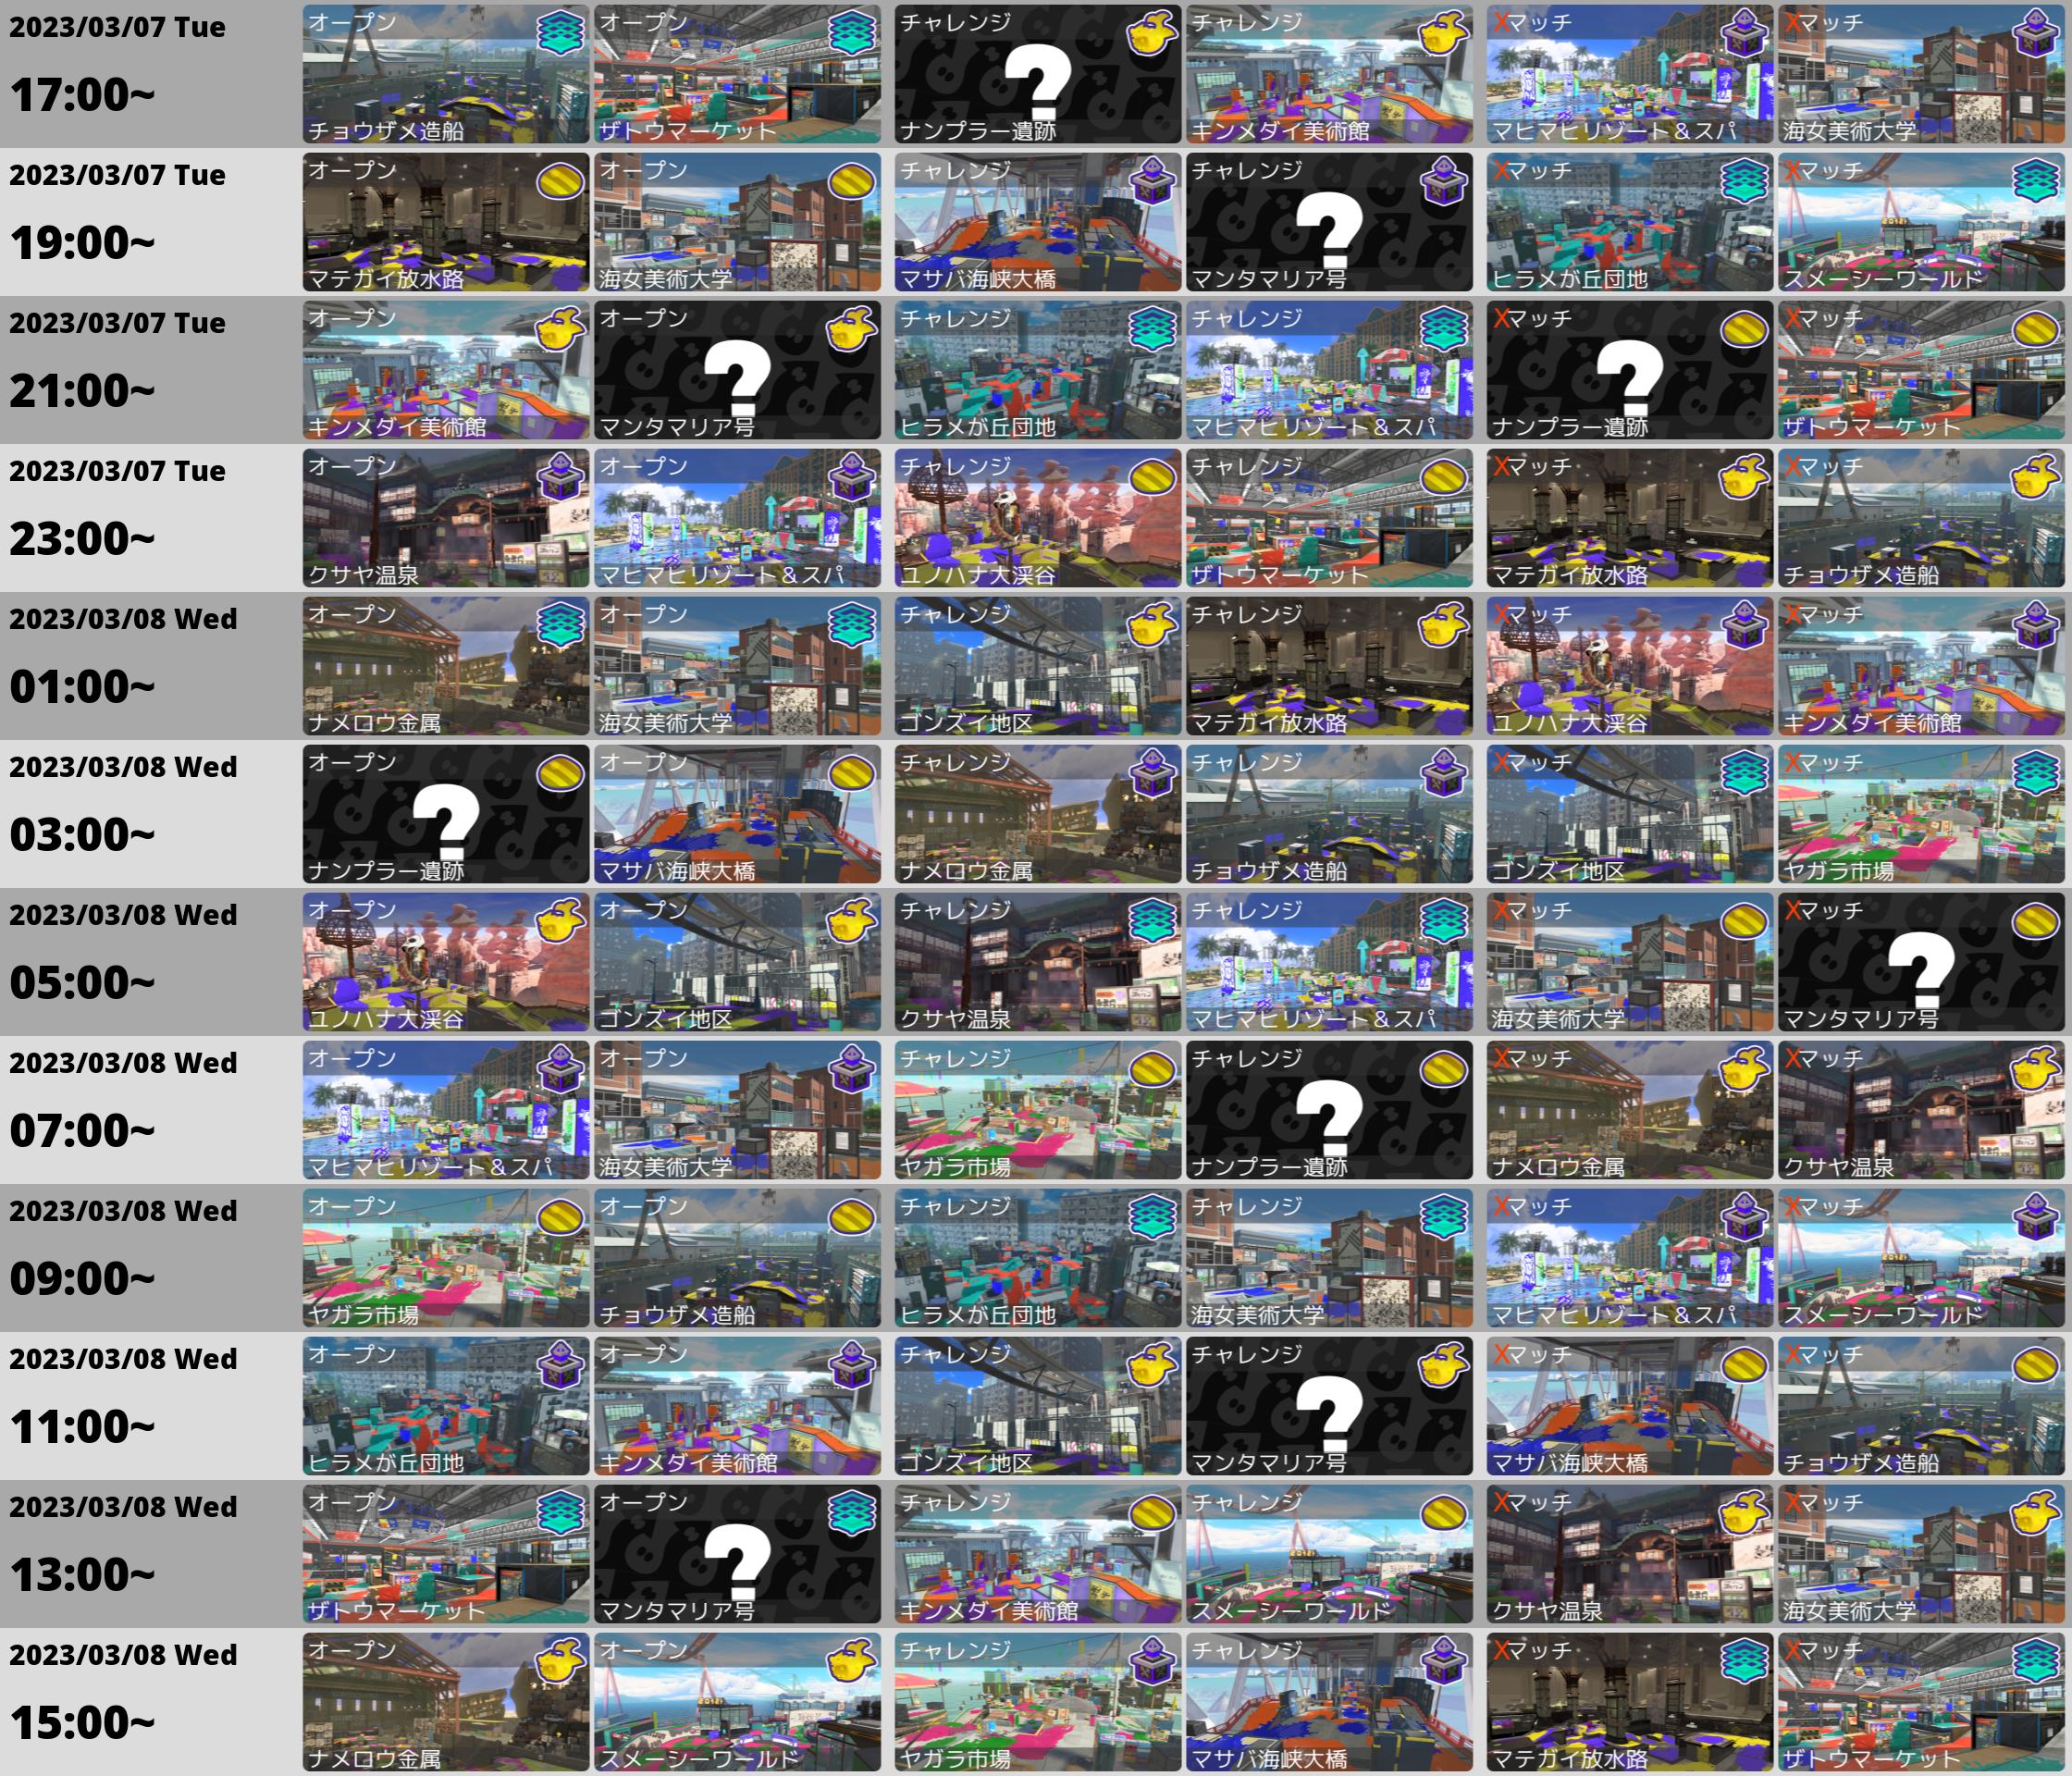 2023/03/07 Tue
17:00~
オープン オープン チャレンジ チャレンジ Xマッチ Xマッチ
チョウザメ造船 ザトウマーケット ナンプラー遺跡 キンメダイ美術館 マヒマヒリゾート＆スパ 海女美術大学
2023/03/07 Tue
19:00~
オープン オープン チャレンジ チャレンジ Xマッチ Xマッチ
マテガイ放水路 海女美術大学 マサバ海峡大橋 マンタマリア号 ヒラメが丘団地 スメーシーワールド
2023/03/07 Tue
21:00~
オープン オープン チャレンジ チャレンジ Xマッチ Xマッチ
キンメダイ美術館 マンタマリア号 ヒラメが丘団地 マヒマヒリゾート＆スパ ナンプラー遺跡 ザトウマーケット
2023/03/07 Tue
23:00~
オープン オープン チャレンジ チャレンジ Xマッチ Xマッチ
クサヤ温泉 マヒマヒリゾート＆スパ ユノハナ大渓谷 ザトウマーケット マテガイ放水路 チョウザメ造船
2023/03/08 Wed
01:00~
オープン オープン チャレンジ チャレンジ Xマッチ Xマッチ
ナメロウ金属 海女美術大学 ゴンズイ地区 マテガイ放水路 ユノハナ大渓谷 キンメダイ美術館
2023/03/08 Wed
03:00~
オープン オープン チャレンジ チャレンジ Xマッチ Xマッチ
ナンプラー遺跡 マサバ海峡大橋 ナメロウ金属 チョウザメ造船 ゴンズイ地区 ヤガラ市場
2023/03/08 Wed
05:00~
オープン オープン チャレンジ チャレンジ Xマッチ Xマッチ
ユノハナ大渓谷 ゴンズイ地区 クサヤ温泉 マヒマヒリゾート＆スパ 海女美術大学 マンタマリア号
2023/03/08 Wed
07:00~
オープン オープン チャレンジ チャレンジ Xマッチ Xマッチ
マヒマヒリゾート＆スパ 海女美術大学 ヤガラ市場 ナンプラー遺跡 ナメロウ金属 クサヤ温泉
2023/03/08 Wed
09:00~
オープン オープン チャレンジ チャレンジ Xマッチ Xマッチ
ヤガラ市場 チョウザメ造船 ヒラメが丘団地 海女美術大学 マヒマヒリゾート＆スパ スメーシーワールド
2023/03/08 Wed
11:00~
オープン オープン チャレンジ チャレンジ Xマッチ Xマッチ
ヒラメが丘団地 キンメダイ美術館 ゴンズイ地区 マンタマリア号 マサバ海峡大橋 チョウザメ造船
2023/03/08 Wed
13:00~
オープン オープン チャレンジ チャレンジ Xマッチ Xマッチ
ザトウマーケット マンタマリア号 キンメダイ美術館 スメーシーワールド クサヤ温泉 海女美術大学
2023/03/08 Wed
15:00~
オープン オープン チャレンジ チャレンジ Xマッチ Xマッチ
ナメロウ金属 スメーシーワールド ヤガラ市場 マサバ海峡大橋 マテガイ放水路 ザトウマーケット